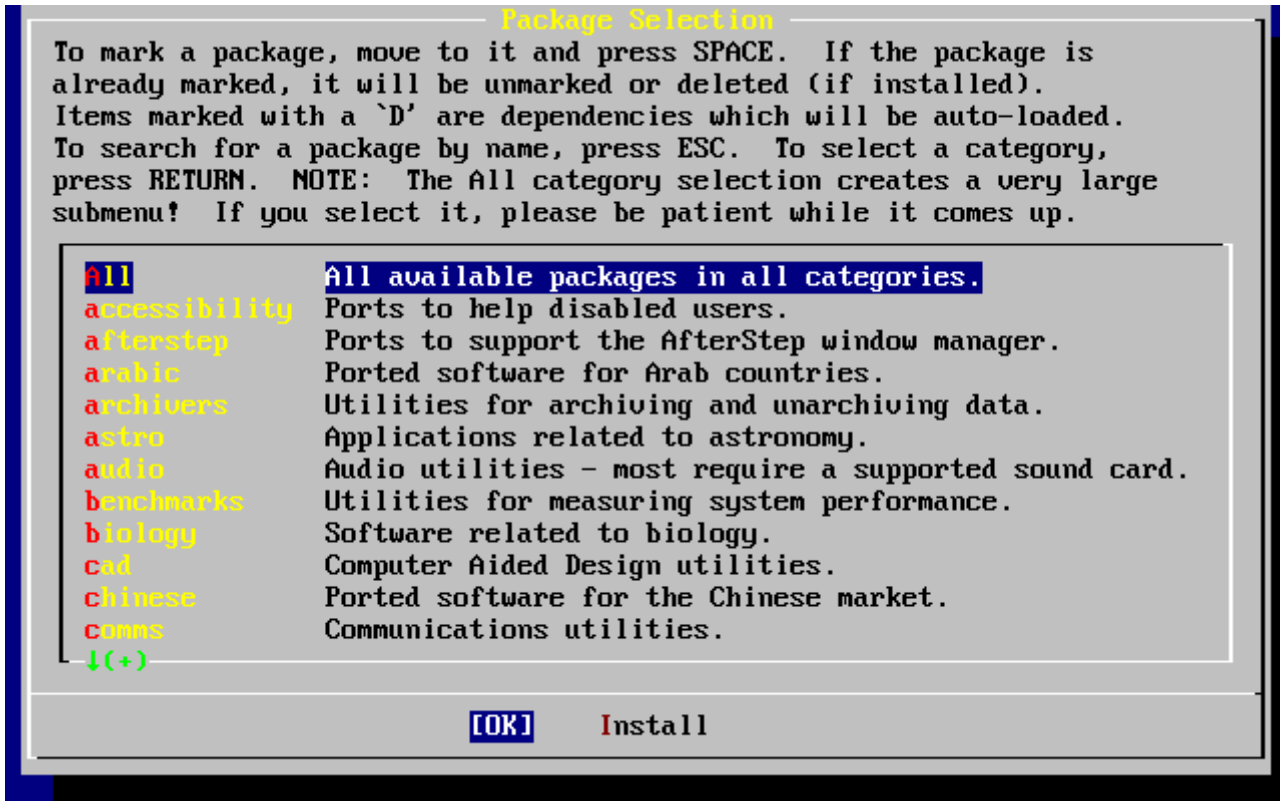 Package Selection
To mark a package, move to it and press SPACE.  If the package is
already marked, it will be unmarked or deleted (if installed).
Items marked with a `D' are dependencies which will be auto-loaded.
To search for a package by name, press ESC.  To select a category,
press RETURN.  NOTE:  The All category selection creates a very large
submenu!  If you select it, please be patient while it comes up.
All All available packages in all categories.
accessibility Ports to help disabled users.
afterstep Ports to support the AfterStep window manager.
arabic Ported software for Arab countries.
archivers Utilities for archiving and unarchiving data.
astro Applications related to astronomy.
audio Audio utilities - most require a supported sound card.
benchmarks Utilities for measuring system performance.
biology Software related to biology.
cad Computer Aided Design utilities.
chinese Ported software for the Chinese market.
comms Communications utilities.
↓(+)
[OK] Install